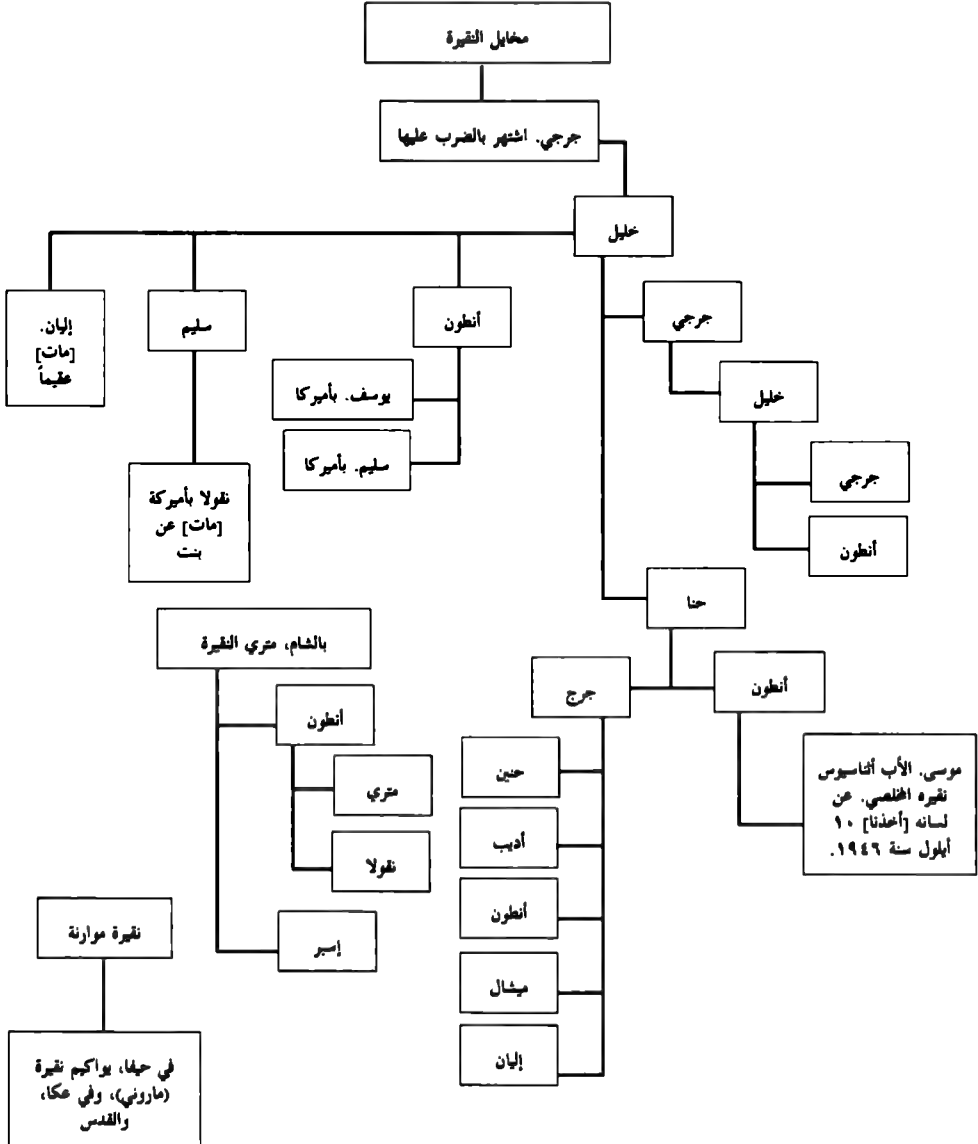 مخايل النقيرة
جرجي. اشتهر بالضرب عليها
خليل
إليان.
[مات]
عقيماً
سليم
أنطون
جرجي
يوسف. بأميركا
خليل
سليم. بأميركا
نقولا بأميركة
[مات] عن
بنت
جرجي
أنطون
حنا
بالشام، متري النقيرة
جرج
أنطون
أنطون
حنين
موسى. الأب أثناسيوس
نقيره المخلصي. عن
لسانه [أخذنا] ١٠
أيلول سنة ١٩٤٦.
متري
أديب
نقولا
أنطون
نقيرة موارنة
إسبر
ميشال
إليان
في حيفا، يواكيم نقيرة
(ماروني)، وفي عكا،
والقدس